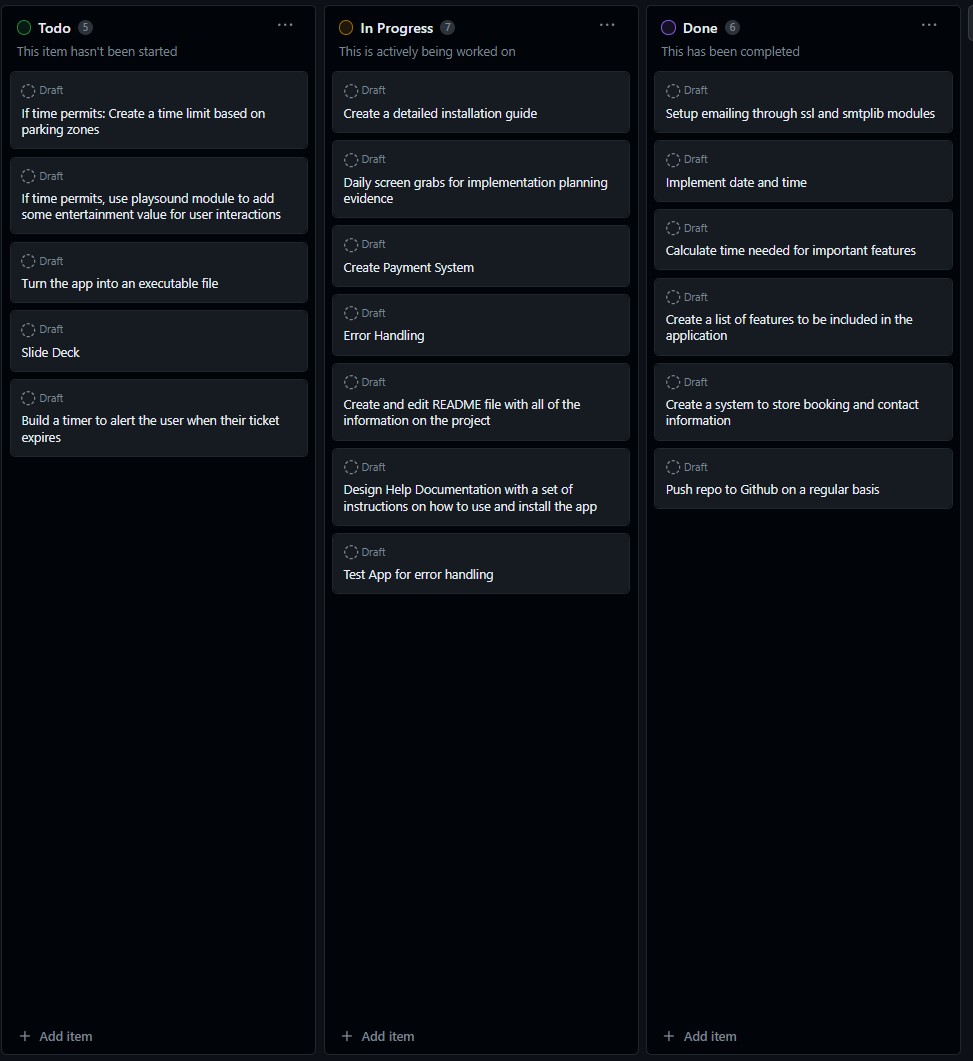 Todo 5
This item hasn't been started
Draft
If time permits: Create a time limit based on
parking zones
Draft
If time permits, use playsound module to add
some entertainment value for user interactions
Draft
Turn the app into an executable file
Draft
Slide Deck
Draft
Build a timer to alert the user when their ticket
expires
+ Add item
In Progress 7
This is actively being worked on
Draft
Create a detailed installation guide
Draft
Daily screen grabs for implementation planning
evidence
Draft
Create Payment System
Draft
Error Handling
Draft
Create and edit README file with all of the
information on the project
Draft
Design Help Documentation with a set of
instructions on how to use and install the app
Draft
Test App for error handling
+ Add item
Done 6
This has been completed
Draft
Setup emailing through ssl and smtplib modules
Draft
Implement date and time
Draft
Calculate time needed for important features
Draft
Create a list of features to be included in the
application
Draft
Create a system to store booking and contact
information
Draft
Push repo to Github on a regular basis
+ Add item